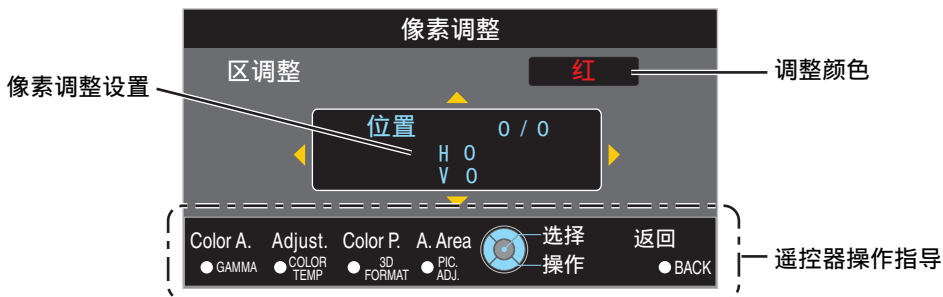 像素调整
区调整 红
调整颜色
像素调整设置
位置 0 / 0
H 0
V 0
Color A. Adjust. Color P. A. Area 选择 返回
GAMMA COLOR TEMP 3D FORMAT PIC. ADJ. 操作 BACK
遥控器操作指导